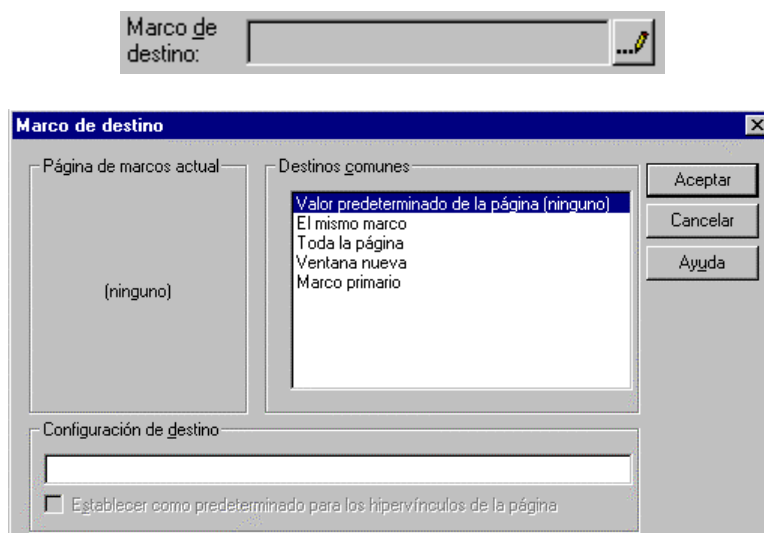 Marco de
destino:
...
Marco de destino
Página de marcos actual
(ninguno)
Destinos comunes
Valor predeterminado de la página (ninguno)
El mismo marco
Toda la página
Ventana nueva
Marco primario
Aceptar
Cancelar
Ayuda
Configuración de destino
Establecer como predeterminado para los hipervínculos de la página